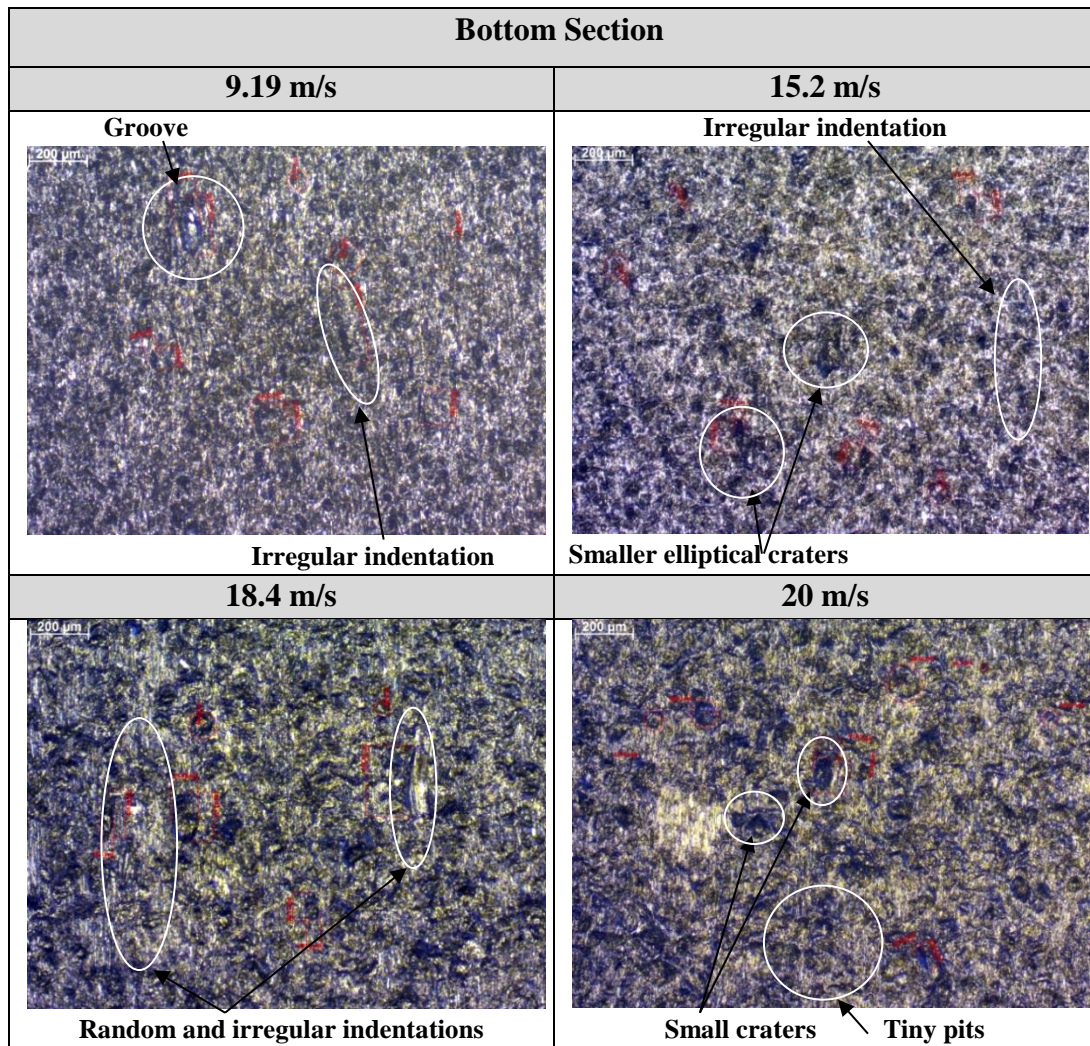 Bottom Section
9.19 m/s
15.2 m/s
Groove
Irregular indentation
200 µm
200 µm
Irregular indentation
Smaller elliptical craters
18.4 m/s
20 m/s
200 µm
200 µm
Random and irregular indentations
Small craters
Tiny pits